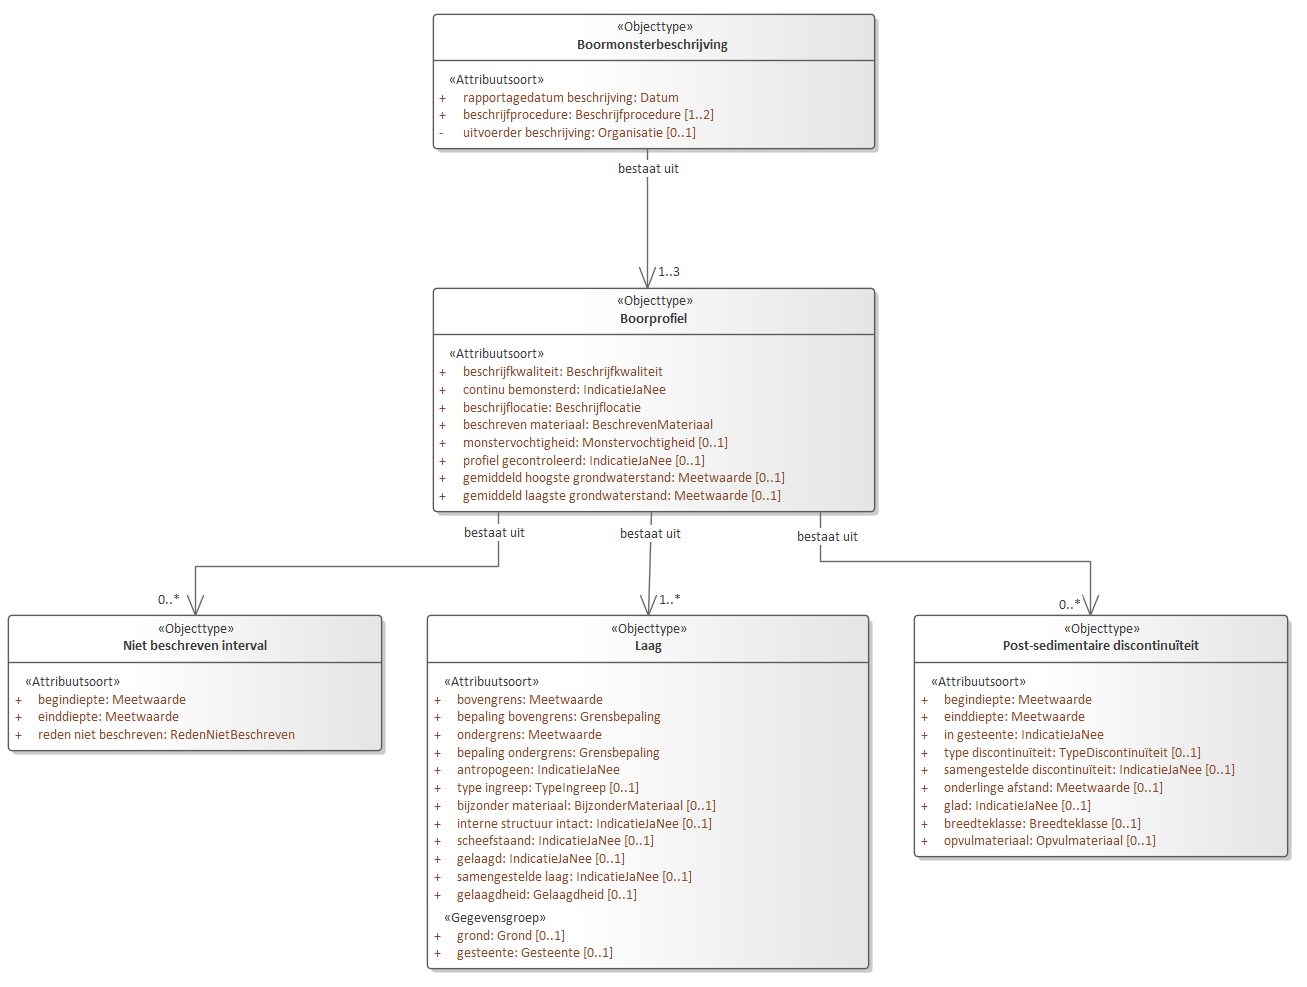 «Objecttype»
Boormonsterbeschrijving
«Attribuutsoort»
+ rapportagedatum beschrijving: Datum
+ beschrijfprocedure: Beschrijfprocedure [1..2]
- uitvoerder beschrijving: Organisatie [0..1]
bestaat uit
1..3
«Objecttype»
Boorprofiel
«Attribuutsoort»
+ beschrijfkwaliteit: Beschrijfkwaliteit
+ continu bemonsterd: IndicatieJaNee
+ beschrijflocatie: Beschrijflocatie
+ beschreven materiaal: BeschrevenMateriaal
+ monstervochtigheid: Monstervochtigheid [0..1]
+ profiel gecontroleerd: IndicatieJaNee [0..1]
+ gemiddeld hoogste grondwaterstand: Meetwaarde [0..1]
+ gemiddeld laagste grondwaterstand: Meetwaarde [0..1]
bestaat uit
bestaat uit
bestaat uit
0..*
1..*
0..*
«Objecttype»
Niet beschreven interval
«Attribuutsoort»
+ begindiepte: Meetwaarde
+ einddiepte: Meetwaarde
+ reden niet beschreven: RedenNietBeschreven
«Objecttype»
Laag
«Attribuutsoort»
+ bovengrens: Meetwaarde
+ bepaling bovengrens: Grensbepaling
+ ondergrens: Meetwaarde
+ bepaling ondergrens: Grensbepaling
+ antropogeen: IndicatieJaNee
+ type ingreep: TypeIngreep [0..1]
+ bijzonder materiaal: BijzonderMateriaal [0..1]
+ interne structuur intact: IndicatieJaNee [0..1]
+ scheefstaand: IndicatieJaNee [0..1]
+ gelaagd: IndicatieJaNee [0..1]
+ samengestelde laag: IndicatieJaNee [0..1]
+ gelaagdheid: Gelaagdheid [0..1]
«Gegevensgroep»
+ grond: Grond [0..1]
+ gesteente: Gesteente [0..1]
«Objecttype»
Post-sedimentaire discontinuïteit
«Attribuutsoort»
+ begindiepte: Meetwaarde
+ einddiepte: Meetwaarde
+ in gesteente: IndicatieJaNee
+ type discontinuïteit: TypeDiscontinuïteit [0..1]
+ samengestelde discontinuïteit: IndicatieJaNee [0..1]
+ onderlinge afstand: Meetwaarde [0..1]
+ glad: IndicatieJaNee [0..1]
+ breedteklasse: Breedteklasse [0..1]
+ opvulmateriaal: Opvulmateriaal [0..1]